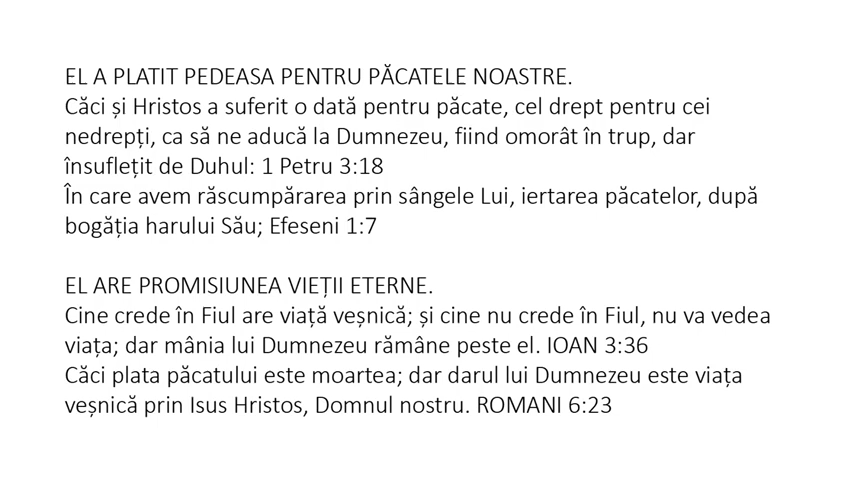 EL A PLATIT PEDEASA PENTRU PĂCATELE NOASTRE.
Căci și Hristos a suferit o dată pentru păcate, cel drept pentru cei
nedrepți, ca să ne aducă la Dumnezeu, fiind omorât în trup, dar
însuflețit de Duhul: 1 Petru 3:18
În care avem răscumpărarea prin sângele Lui, iertarea păcatelor, după
bogăția harului Său; Efeseni 1:7
EL ARE PROMISIUNEA VIEȚII ETERNE.
Cine crede în Fiul are viață veșnică; și cine nu crede în Fiul, nu va vedea
viața; dar mânia lui Dumnezeu rămâne peste el. IOAN 3:36
Căci plata păcatului este moartea; dar darul lui Dumnezeu este viața
veșnică prin Isus Hristos, Domnul nostru. ROMANI 6:23